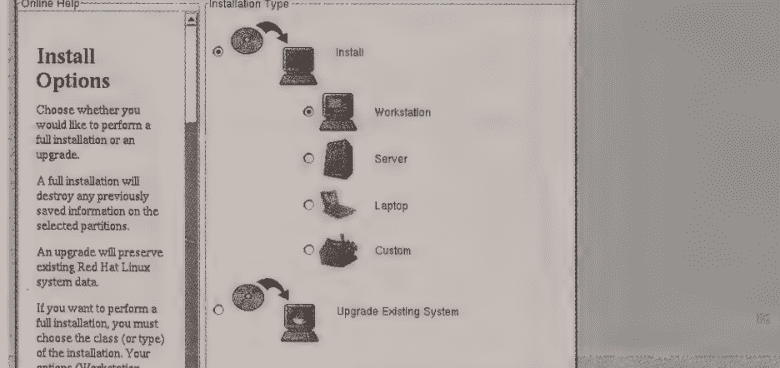 Online Help
Installation Type
Install
Options
Choose whether you
would like to perform a
full installation or an
upgrade.
A full installation will
destroy any previously
saved information on the
selected partitions.
An upgrade will preserve
existing Red Hat Linux
system data.
If you want to perform a
full installation, you must
choose the class (or type)
of the installation. Your
options (Workstation,
Install
Workstation
Server
Laptop
Custom
Upgrade Existing System